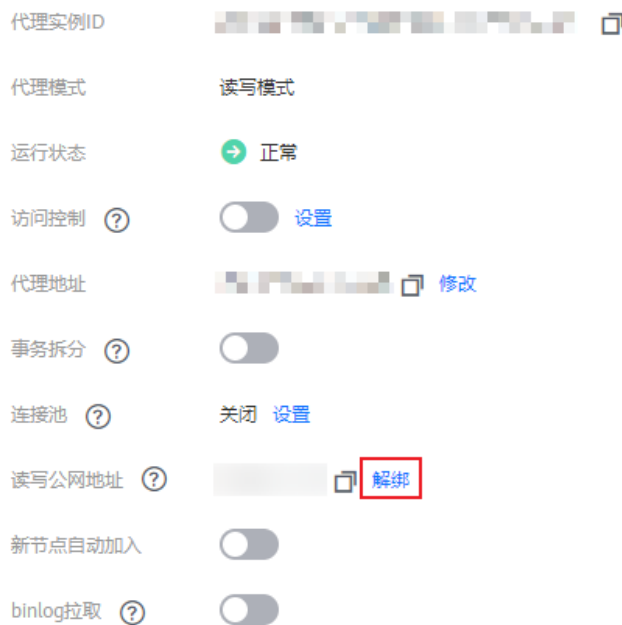 代理实例ID
代理模式 读写模式
运行状态 正常
访问控制 ? 设置
代理地址 修改
事务拆分 ?
连接池 ? 关闭 设置
读写公网地址 ? 解绑
新节点自动加入
binlog拉取 ?